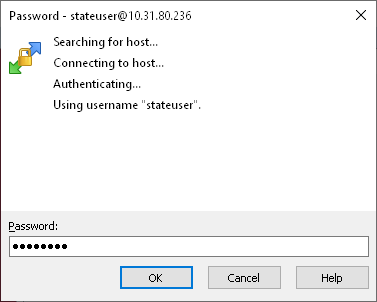 Password - stateuser@10.31.80.236
Searching for host...
Connecting to host...
Authenticating...
Using username "stateuser".
Password:
●●●●●●●●
OK Cancel Help